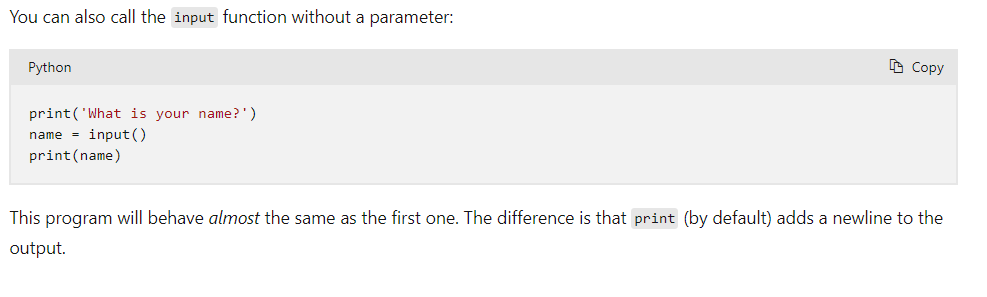 You can also call the input function without a parameter:
Python
Copy
print('What is your name?')
name = input()
print(name)
This program will behave almost the same as the first one. The difference is that print (by default) adds a newline to the
output.